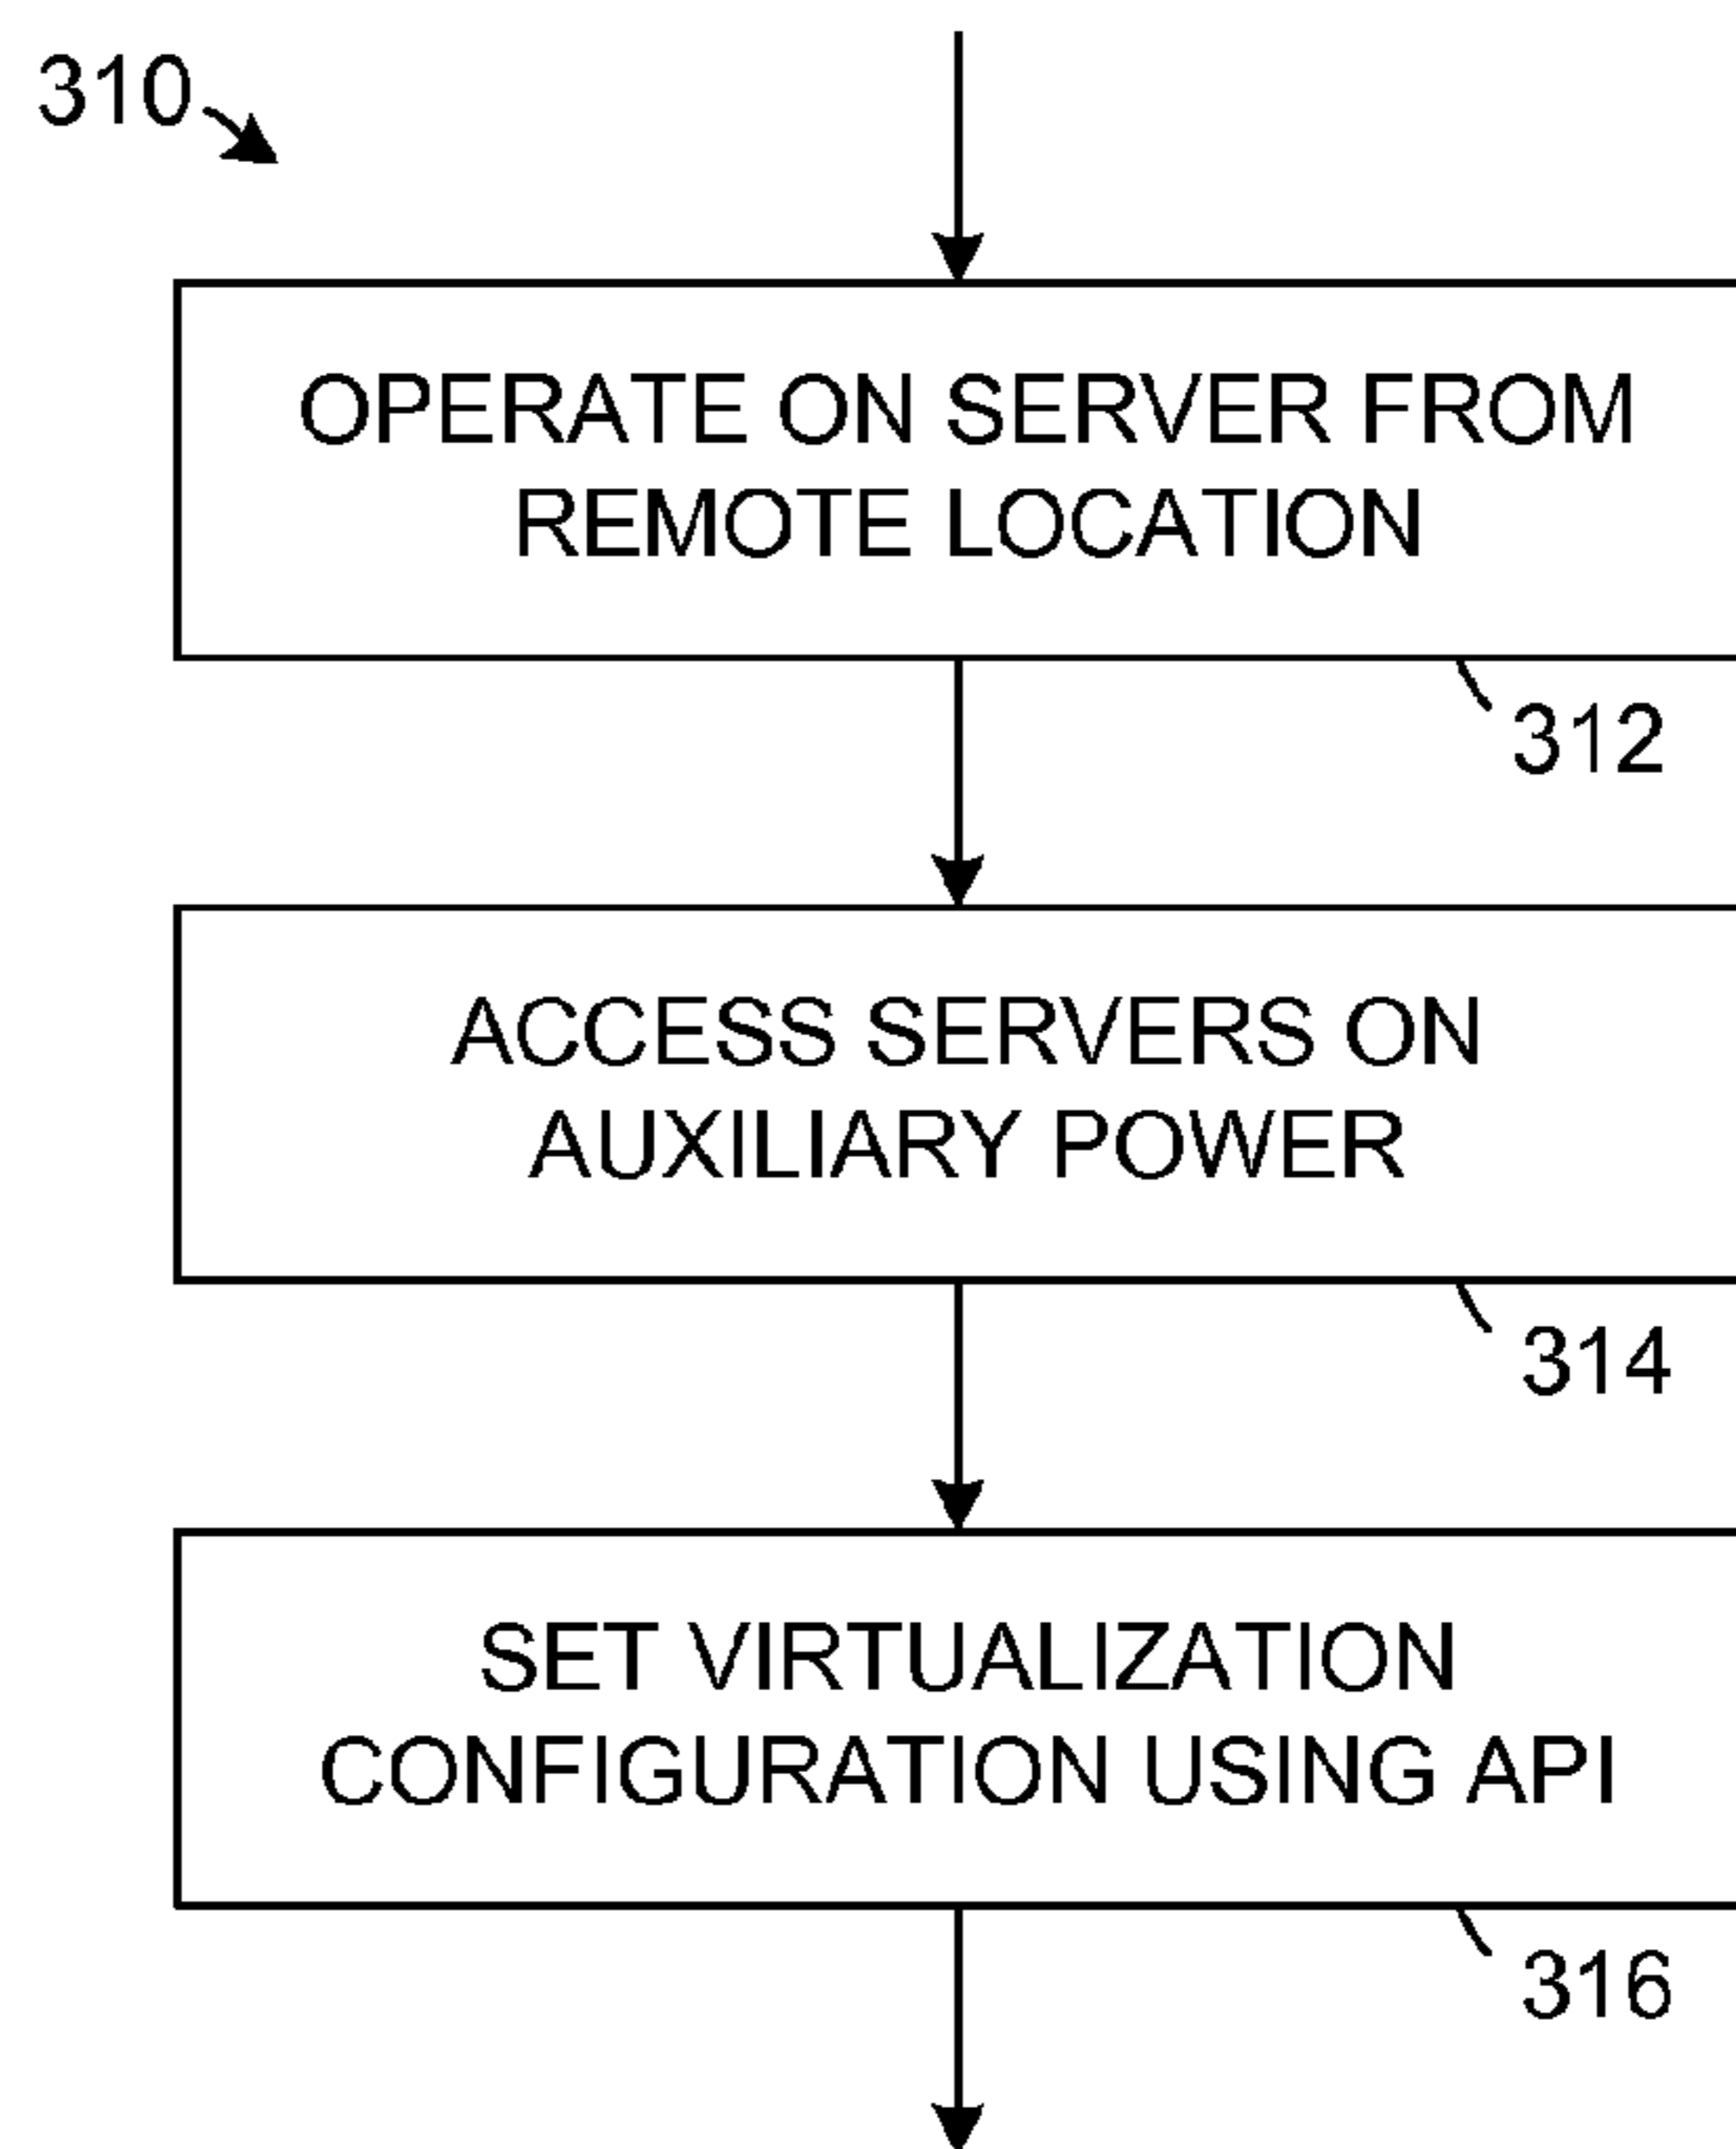 310
OPERATE ON SERVER FROM
REMOTE LOCATION
312
ACCESS SERVERS ON
AUXILIARY POWER
314
SET VIRTUALIZATION
CONFIGURATION USING API
316